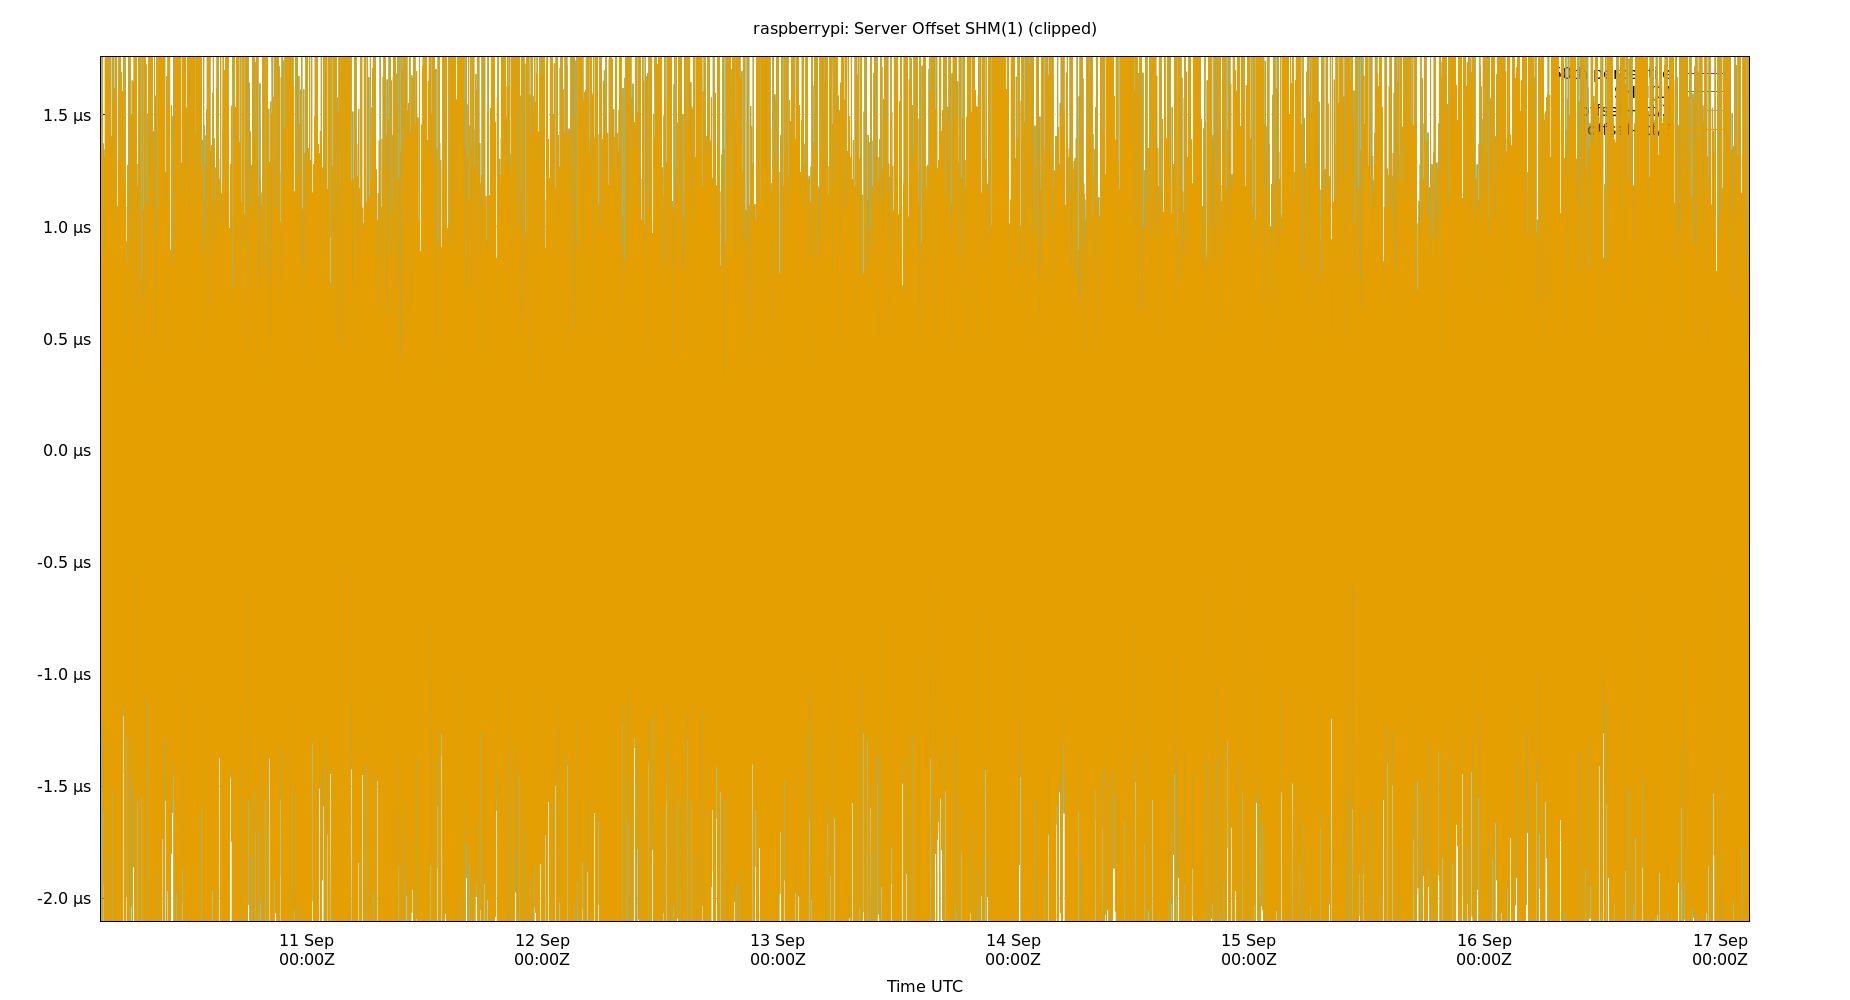 raspberrypi: Server Offset SHM(1) (clipped)
1.5 µs
1.0 µs
0.5 µs
0.0 µs
-0.5 µs
-1.0 µs
-1.5 µs
-2.0 µs
11 Sep 12 Sep 13 Sep 14 Sep 15 Sep 16 Sep 17 Sep
00:00Z 00:00Z 00:00Z 00:00Z 00:00Z 00:00Z 00:00Z
Time UTC